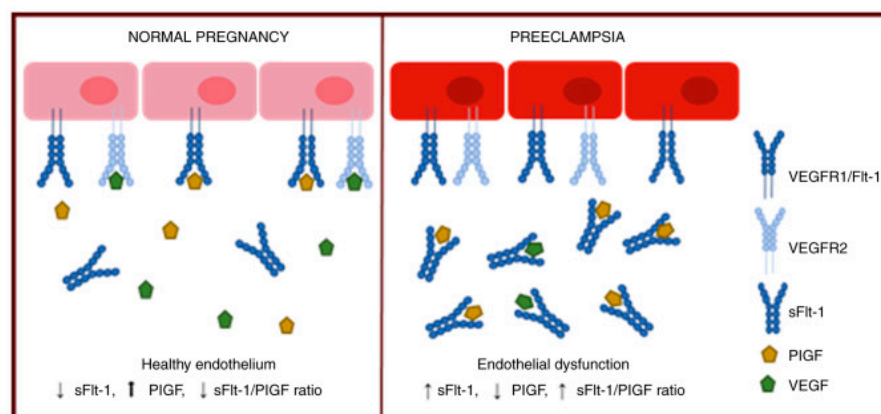 NORMAL PREGNANCY
Healthy endothelium
↓ sFlt-1, ⬆ PlGF, ↓ sFlt-1/PlGF ratio
PREECLAMPSIA
Endothelial dysfunction
↑ sFlt-1, ↓ PlGF, ↑ sFlt-1/PlGF ratio
VEGFR1/Flt-1
VEGFR2
sFlt-1
PlGF
VEGF